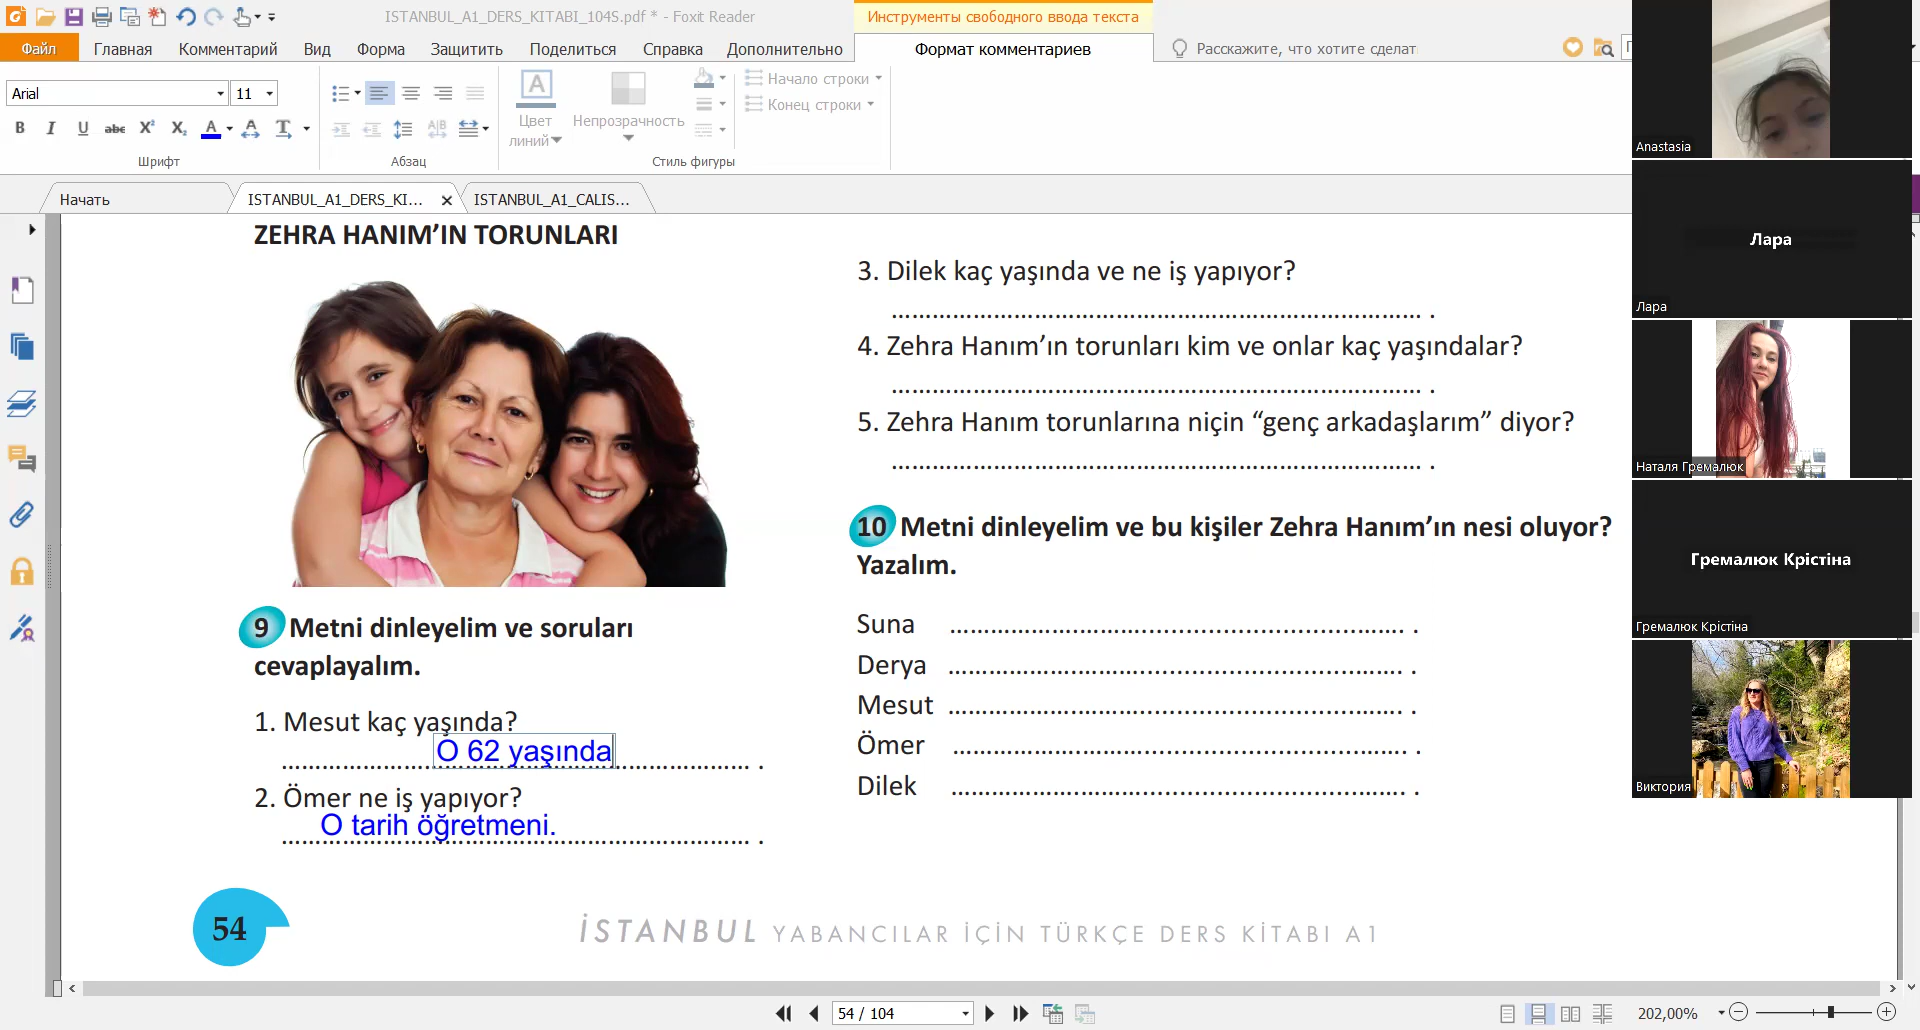 ISTANBUL_A1_DERS_KITABI_104S.pdf * - Foxit Reader
Инструменты свободного ввода текста
Файл
Главная
Комментарий
Вид
Форма
Защитить
Поделиться
Справка
Дополнительно
Формат комментариев
Расскажите, что хотите сделат
Arial
11
Шрифт
Абзац
Цвет линий
Непрозрачность
Начало строки
Конец строки
Стиль фигуры
Начать
ISTANBUL_A1_DERS_KI...
ISTANBUL_A1_CALIS...
ZEHRA HANIM’IN TORUNLARI
9 Metni dinleyelim ve soruları
cevaplayalım.
1. Mesut kaç yaşında?
O 62 yaşında
2. Ömer ne iş yapıyor?
O tarih öğretmeni.
3. Dilek kaç yaşında ve ne iş yapıyor?
4. Zehra Hanım’ın torunları kim ve onlar kaç yaşındalar?
5. Zehra Hanım torunlarına niçin “genç arkadaşlarım” diyor?
10 Metni dinleyelim ve bu kişiler Zehra Hanım’ın nesi oluyor?
Yazalım.
Suna
Derya
Mesut
Ömer
Dilek
54
İSTANBUL YABANCILAR İÇİN TÜRKÇE DERS KİTABI A1
Anastasia
Лара
Лара
Наталя Гремалюк
Гремалюк Крістіна
Гремалюк Крістіна
Виктория
54 / 104
202,00%